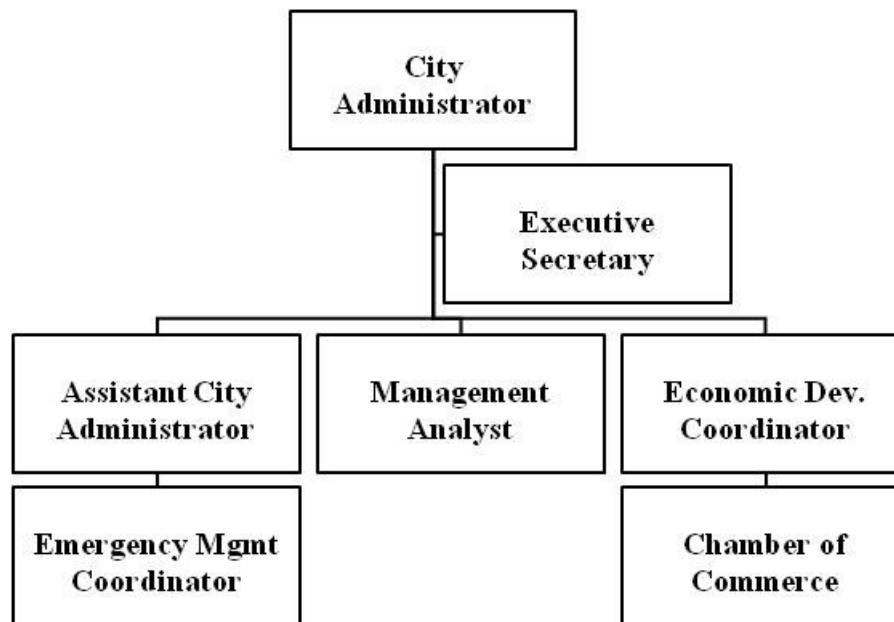 City
Administrator
Executive
Secretary
Assistant City
Administrator
Management
Analyst
Economic Dev.
Coordinator
Emergency Mgmt
Coordinator
Chamber of
Commerce